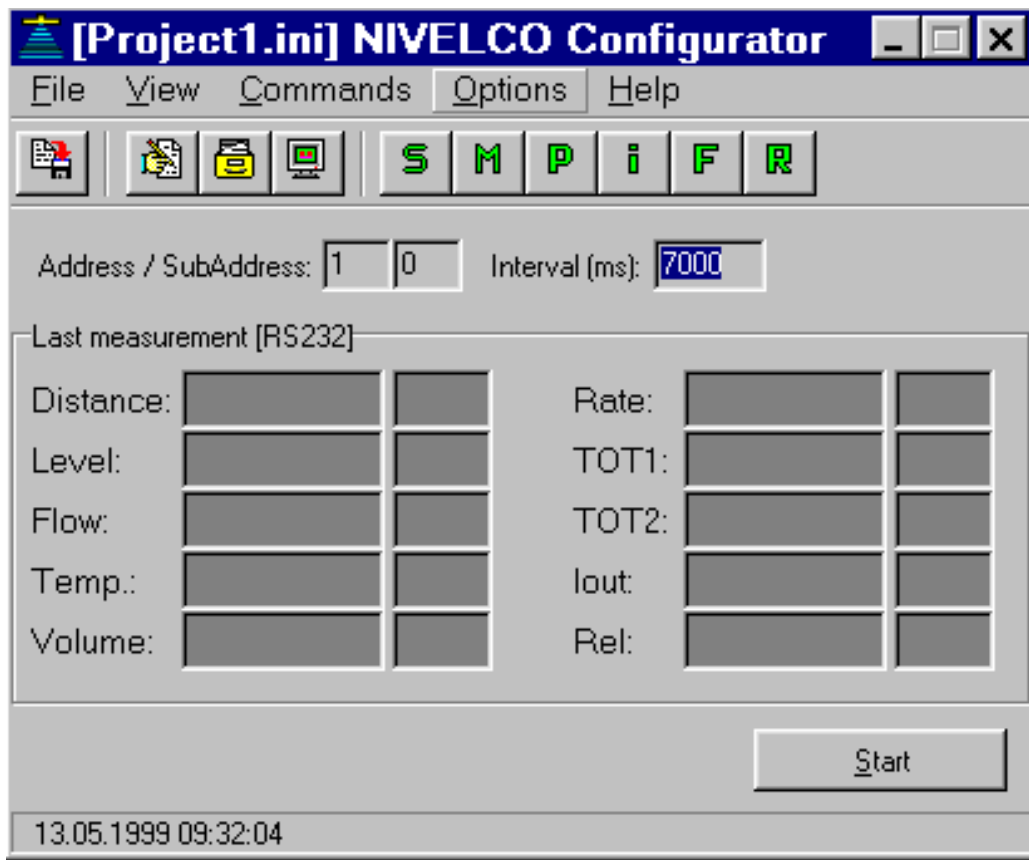 [Project1.ini] NIVELCO Configurator
File View Commands Options Help
S M P i F R
Address / SubAddress: 1 0 Interval (ms): 7000
Last measurement [RS232]
Distance: Rate:
Level: TOT1:
Flow: TOT2:
Temp.: Iout:
Volume: Rel:
Start
13.05.1999 09:32:04